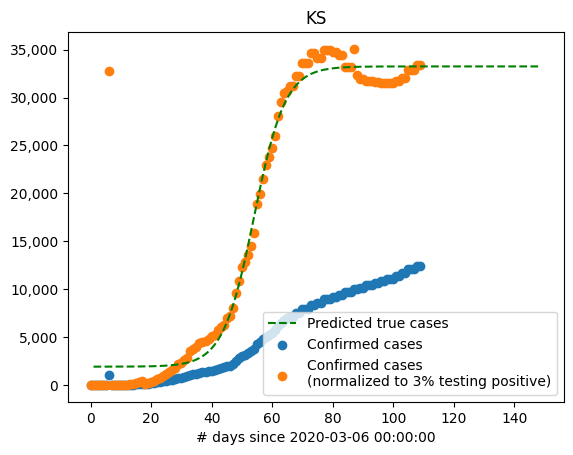 KS
35,000
30,000
25,000
20,000
15,000
10,000
5,000
0
Predicted true cases
Confirmed cases
Confirmed cases
(normalized to 3% testing positive)
0 20 40 60 80 100 120 140
# days since 2020-03-06 00:00:00